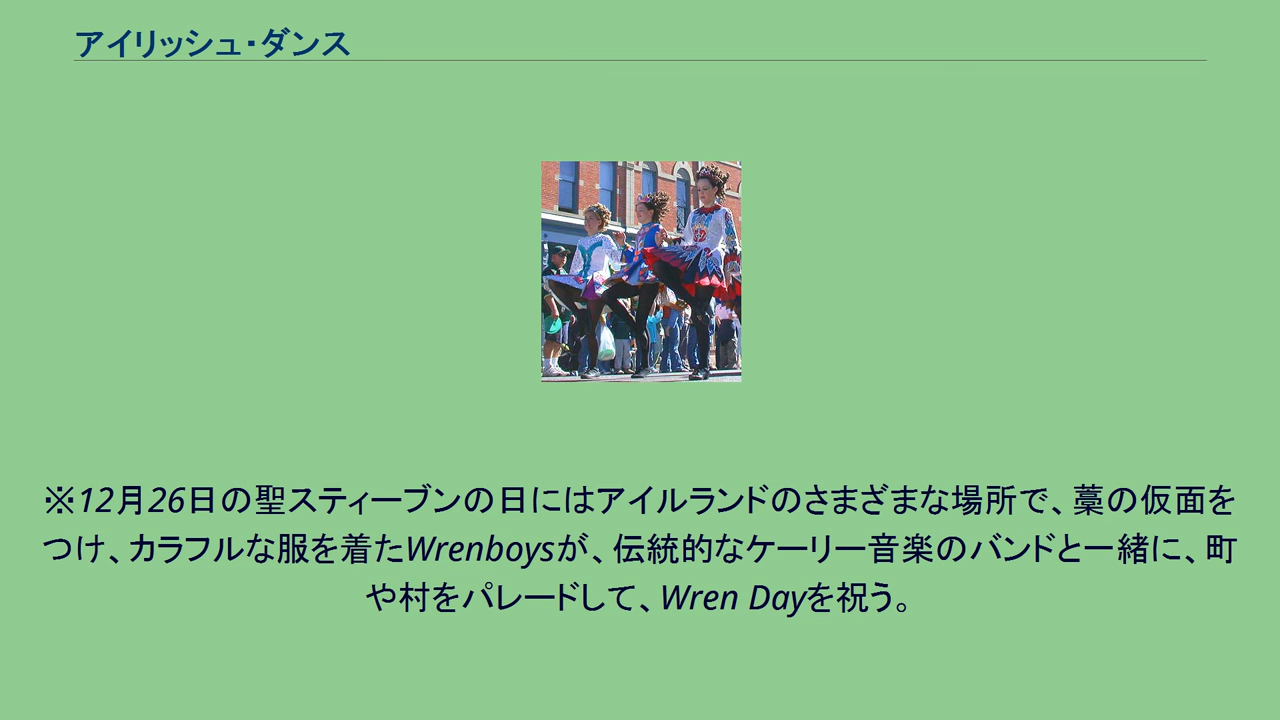 アイリッシュ・ダンス
※12月26日の聖スティーブンの日にはアイルランドのさまざまな場所で、藁の仮面を
つけ、カラフルな服を着たWrenboysが、伝統的なケーリー音楽のバンドと一緒に、町
や村をパレードして、Wren Dayを祝う。